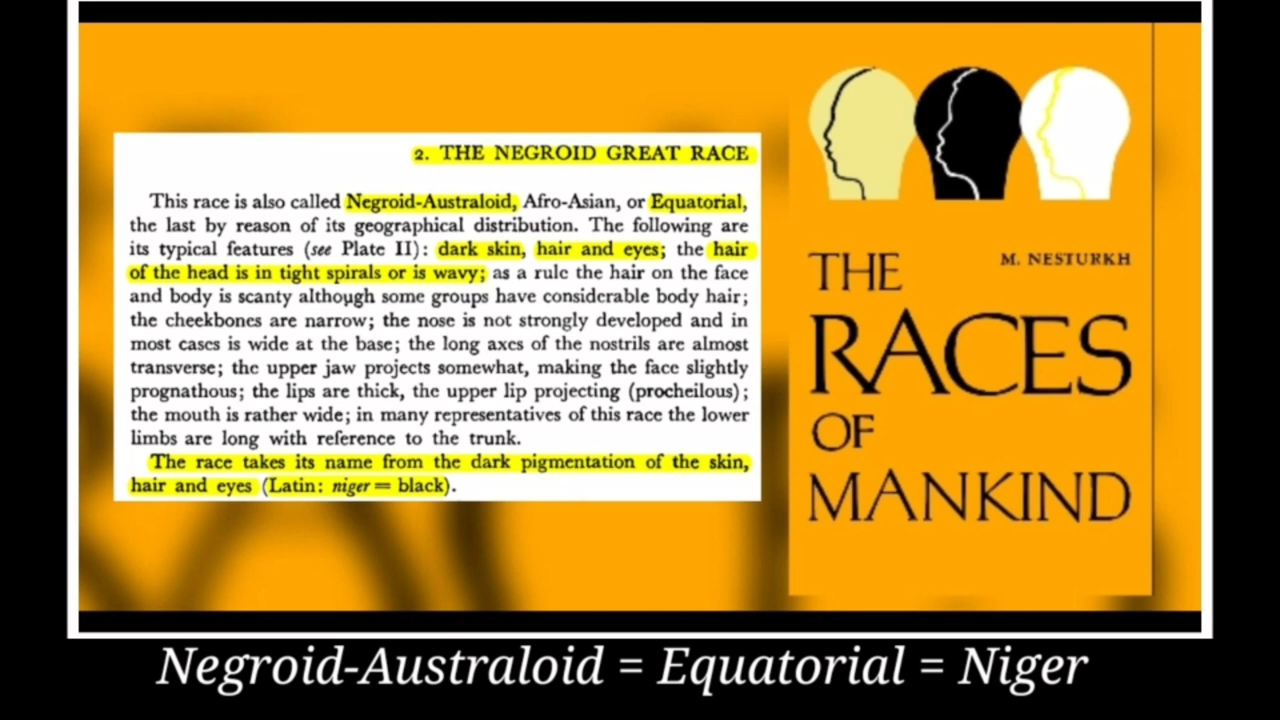 2. THE NEGROID GREAT RACE
This race is also called Negroid-Australoid, Afro-Asian, or Equatorial,
the last by reason of its geographical distribution. The following are
its typical features (see Plate II): dark skin, hair and eyes; the hair
of the head is in tight spirals or is wavy; as a rule the hair on the face
and body is scanty although some groups have considerable body hair;
the cheekbones are narrow; the nose is not strongly developed and in
most cases is wide at the base; the long axes of the nostrils are almost
transverse; the upper jaw projects somewhat, making the face slightly
prognathous; the lips are thick, the upper lip projecting (procheilous);
the mouth is rather wide; in many representatives of this race the lower
limbs are long with reference to the trunk.
The race takes its name from the dark pigmentation of the skin,
hair and eyes (Latin: niger = black).
M. NESTURKH
THE
RACES
OF
MANKIND
Negroid-Australoid = Equatorial = Niger